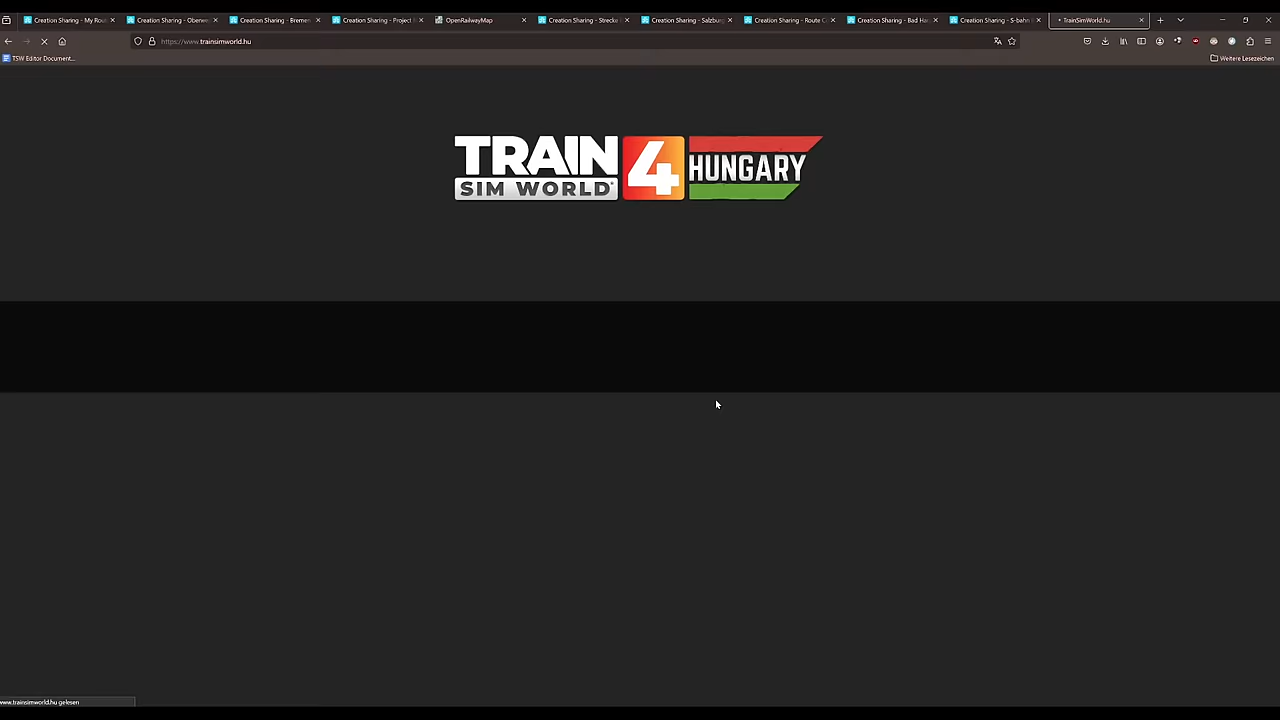 Creation Sharing - My Rou
Creation Sharing - Obenew
Creation Sharing - Bremen
Creation Sharing - Project
OpenRailwayMap
Creation Sharing - Strecke
Creation Sharing - Salzburg
Creation Sharing - Route C
Creation Sharing - Bad Ha
Creation Sharing - S-bahn
TrainSimWorld.hu
https://www.trainsimworld.hu
TSW Editor Document...
Weitere Lesezeichen
TRAIN
SIM WORLD®
4
HUNGARY
www.trainsimworld.hu gelesen